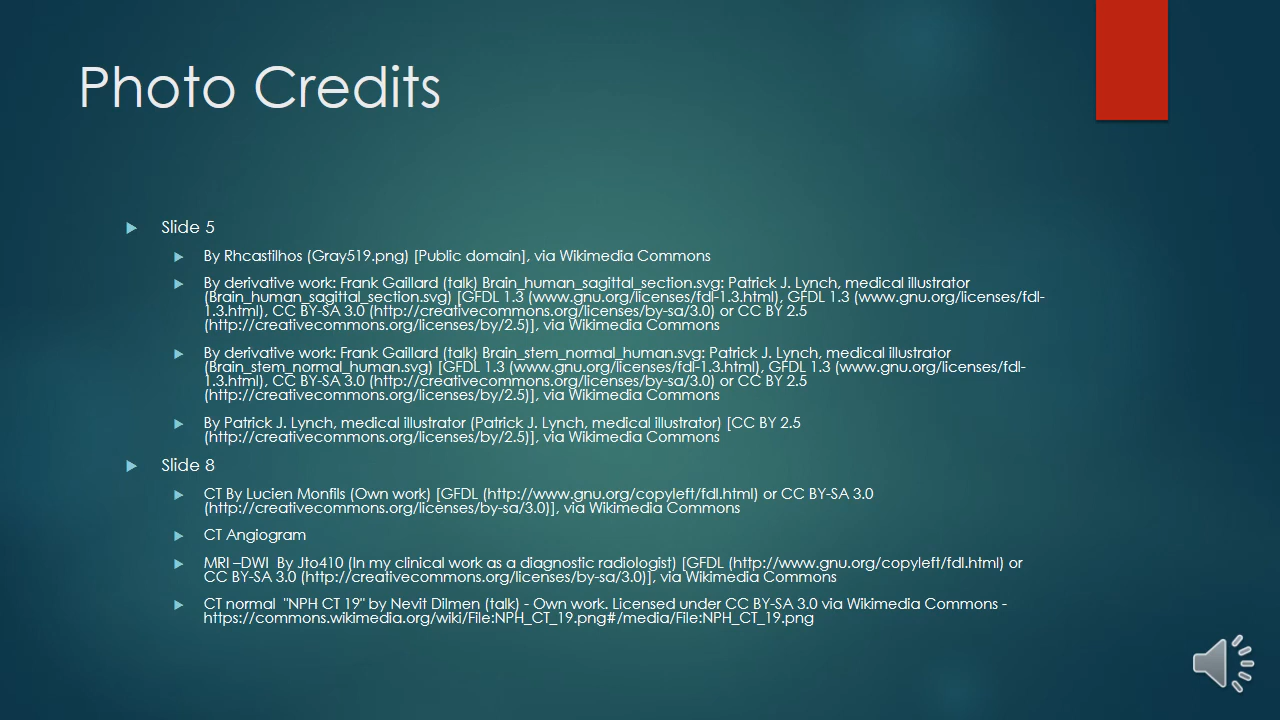 Photo Credits
Slide 5
By Rhcastilhos (Gray519.png) [Public domain], via Wikimedia Commons
By derivative work: Frank Gaillard (talk) Brain_human_sagittal_section.svg: Patrick J. Lynch, medical illustrator
(Brain_human_sagittal_section.svg) [GFDL 1.3 (www.gnu.org/licenses/fdl-1.3.html), GFDL 1.3 (www.gnu.org/licenses/fdl-
1.3.html), CC BY-SA 3.0 (http://creativecommons.org/licenses/by-sa/3.0) or CC BY 2.5
(http://creativecommons.org/licenses/by/2.5)], via Wikimedia Commons
By derivative work: Frank Gaillard (talk) Brain_stem_normal_human.svg: Patrick J. Lynch, medical illustrator
(Brain_stem_normal_human.svg) [GFDL 1.3 (www.gnu.org/licenses/fdl-1.3.html), GFDL 1.3 (www.gnu.org/licenses/fdl-
1.3.html), CC BY-SA 3.0 (http://creativecommons.org/licenses/by-sa/3.0) or CC BY 2.5
(http://creativecommons.org/licenses/by/2.5)], via Wikimedia Commons
By Patrick J. Lynch, medical illustrator (Patrick J. Lynch, medical illustrator) [CC BY 2.5
(http://creativecommons.org/licenses/by/2.5)], via Wikimedia Commons
Slide 8
CT By Lucien Monfils (Own work) [GFDL (http://www.gnu.org/copyleft/fdl.html) or CC BY-SA 3.0
(http://creativecommons.org/licenses/by-sa/3.0)], via Wikimedia Commons
CT Angiogram
MRI –DWI  By Jto410 (In my clinical work as a diagnostic radiologist) [GFDL (http://www.gnu.org/copyleft/fdl.html) or
CC BY-SA 3.0 (http://creativecommons.org/licenses/by-sa/3.0)], via Wikimedia Commons
CT normal  "NPH CT 19" by Nevit Dilmen (talk) - Own work. Licensed under CC BY-SA 3.0 via Wikimedia Commons -
https://commons.wikimedia.org/wiki/File:NPH_CT_19.png#/media/File:NPH_CT_19.png